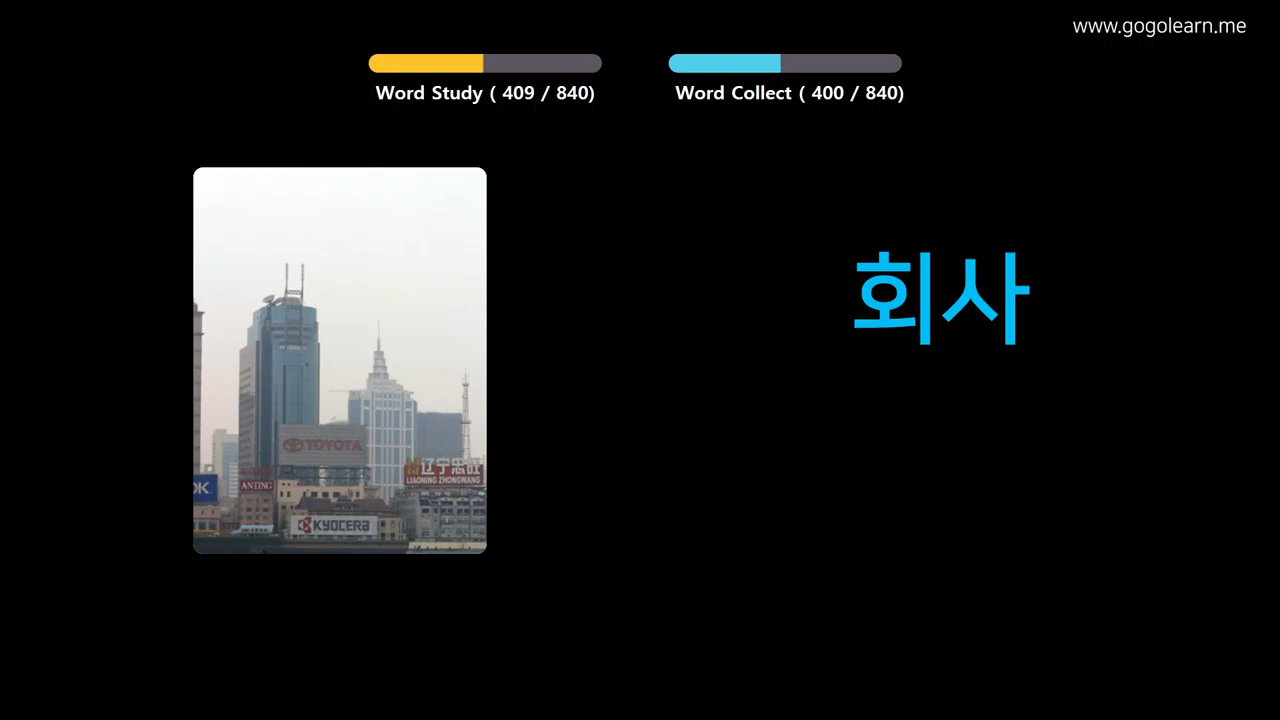 www.gogolearn.me
Word Study ( 409 / 840)
Word Collect ( 400 / 840)
회사
TOYOTA
辽宁忠旺
LIAONING ZHONGWANG
OK
ANTING
KYOCERA